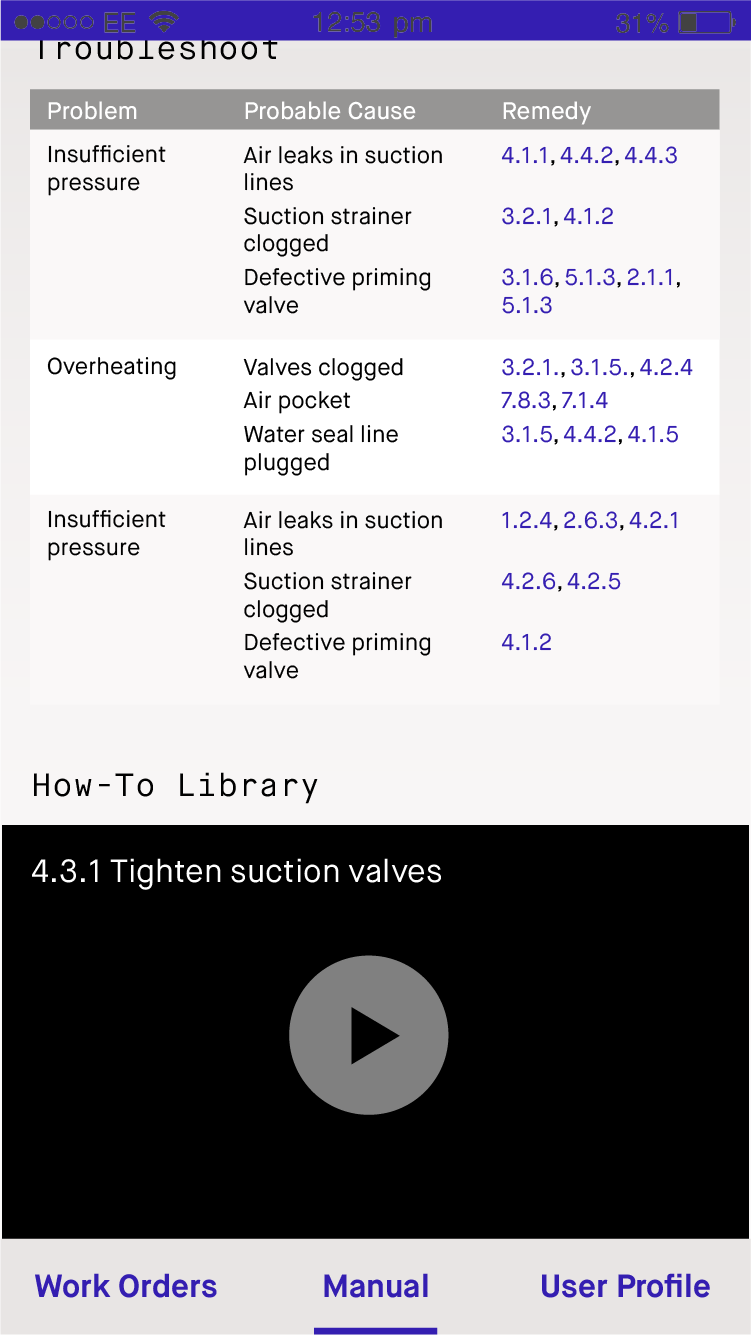 EE 12:53 pm 31%
Troubleshoot
Problem Probable Cause Remedy
Insufficient Air leaks in suction 4.1.1, 4.4.2, 4.4.3
pressure lines
Suction strainer 3.2.1, 4.1.2
clogged
Defective priming 3.1.6, 5.1.3, 2.1.1,
valve 5.1.3
Overheating Valves clogged 3.2.1., 3.1.5., 4.2.4
Air pocket 7.8.3, 7.1.4
Water seal line 3.1.5, 4.4.2, 4.1.5
plugged
Insufficient Air leaks in suction 1.2.4, 2.6.3, 4.2.1
pressure lines
Suction strainer 4.2.6, 4.2.5
clogged
Defective priming 4.1.2
valve
How-To Library
4.3.1 Tighten suction valves
Work Orders Manual User Profile